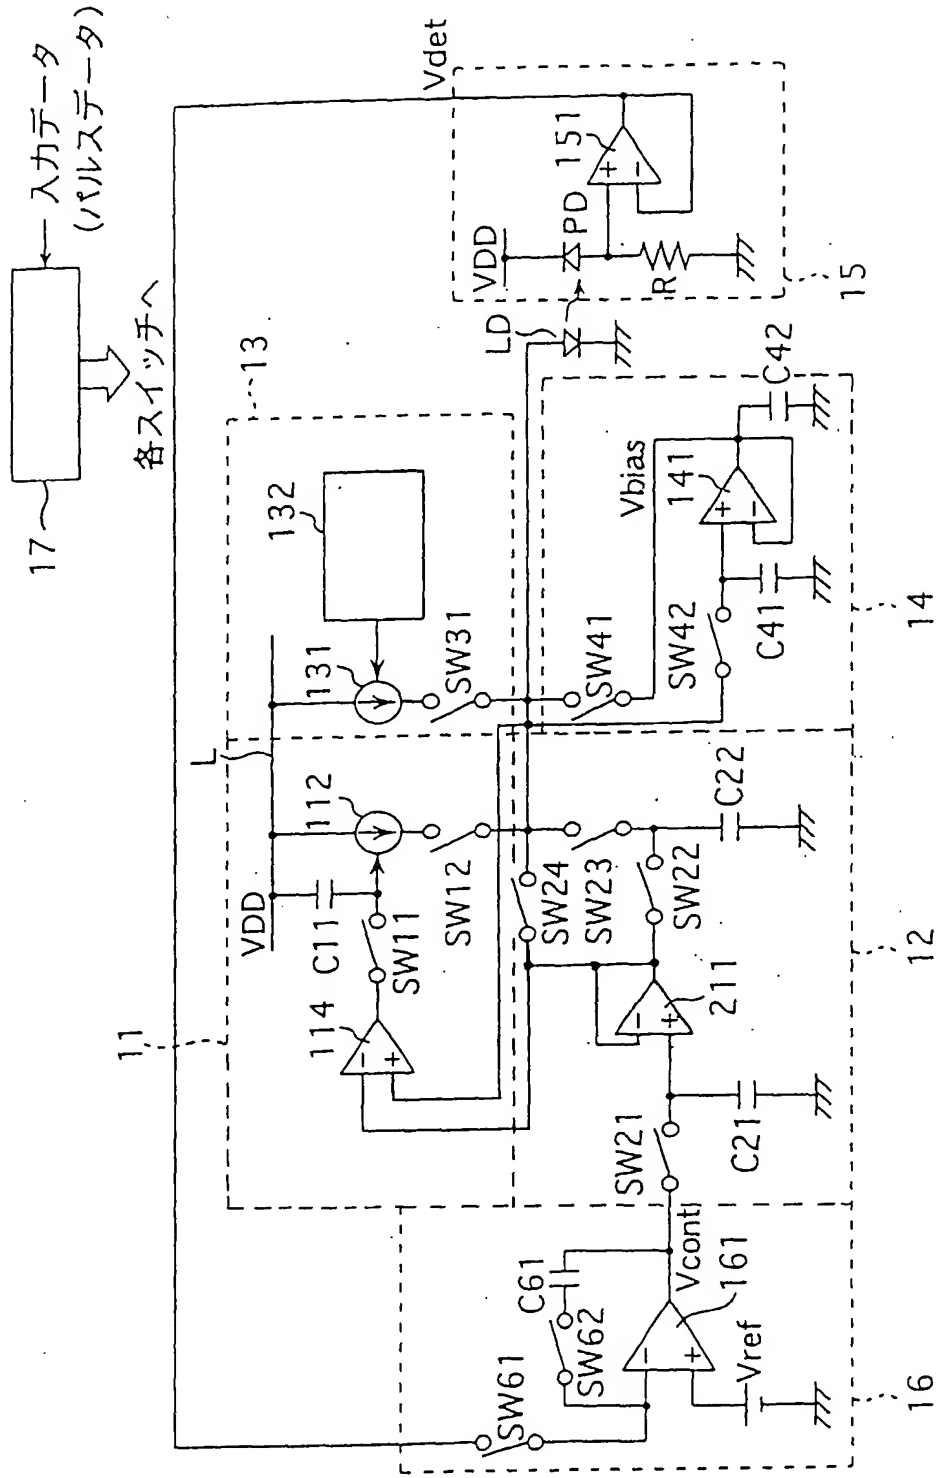 17
入力データ
(パルスデータ)
各スイッチへ
Vdet
13
132
131
SW31
L
112
VDD
C11
SW11
SW12
114
−
+
11
LD
VDD
PD
R
151
+
−
15
Vbias
SW41
SW42
C41
141
+
−
C42
14
SW24
SW23
SW22
C22
211
−
+
SW21
C21
12
SW61
SW62
C61
Vcont
161
−
+
Vref
16